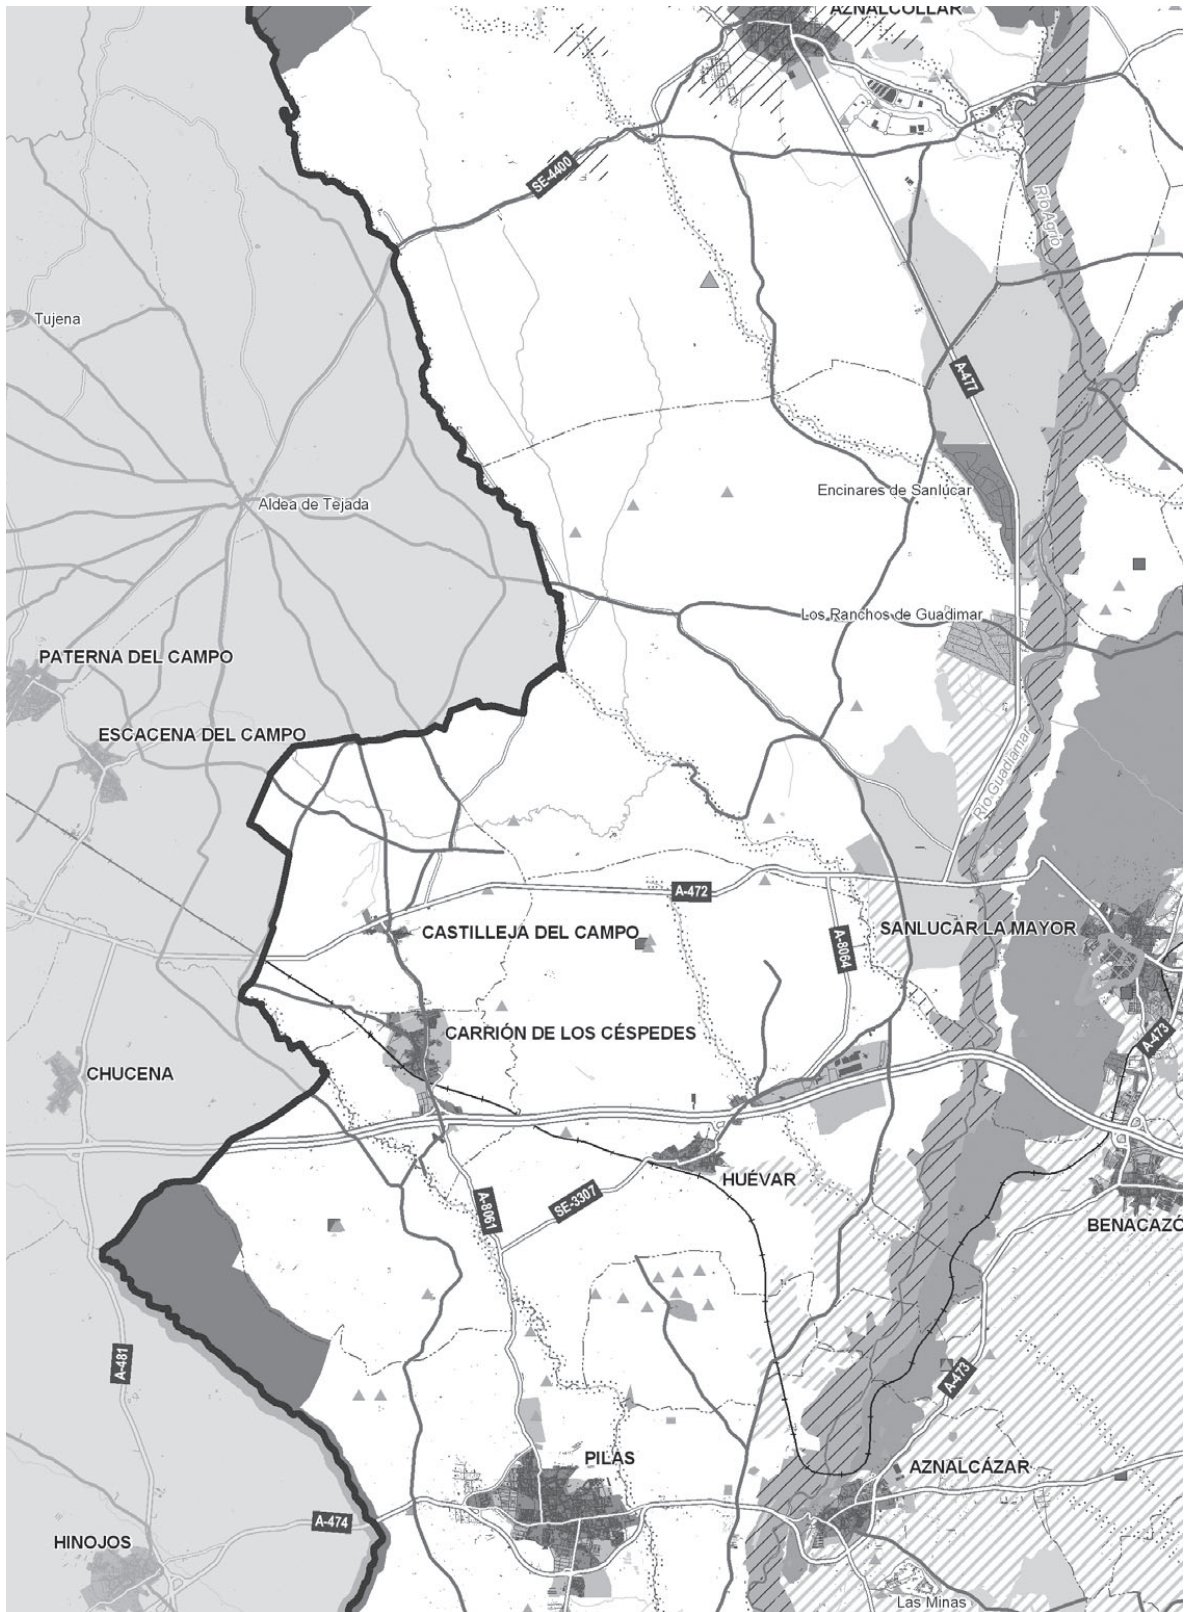 AZNALCOLLAR
SE-4400
Río Agrio
Tujena
A-477
Encinares de Sanlúcar
Aldea de Tejada
Los Ranchos de Guadimar
PATERNA DEL CAMPO
ESCACENA DEL CAMPO
Río Guadiamar
A-472
CASTILLEJA DEL CAMPO
SANLUCAR LA MAYOR
A-8064
CARRIÓN DE LOS CÉSPEDES
A-473
CHUCENA
HUÉVAR
SE-3307
A-8061
BENACAZÓ
A-481
A-473
PILAS
AZNALCÁZAR
A-474
HINOJOS
Las Minas